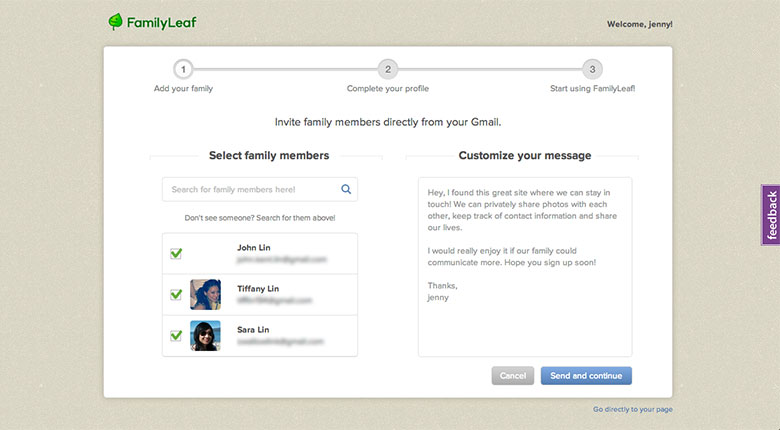 FamilyLeaf
Welcome, jenny!
1
2
3
Add your family
Complete your profile
Start using FamilyLeaf!
Invite family members directly from your Gmail.
Select family members
Search for family members here!
Don't see someone? Search for them above!
John Lin
Tiffany Lin
Sara Lin
Customize your message
Hey, I found this great site where we can stay in
touch! We can privately share photos with each
other, keep track of contact information and share
our lives.
I would really enjoy it if our family could
communicate more. Hope you sign up soon!
Thanks,
jenny
Cancel
Send and continue
Go directly to your page
feedback